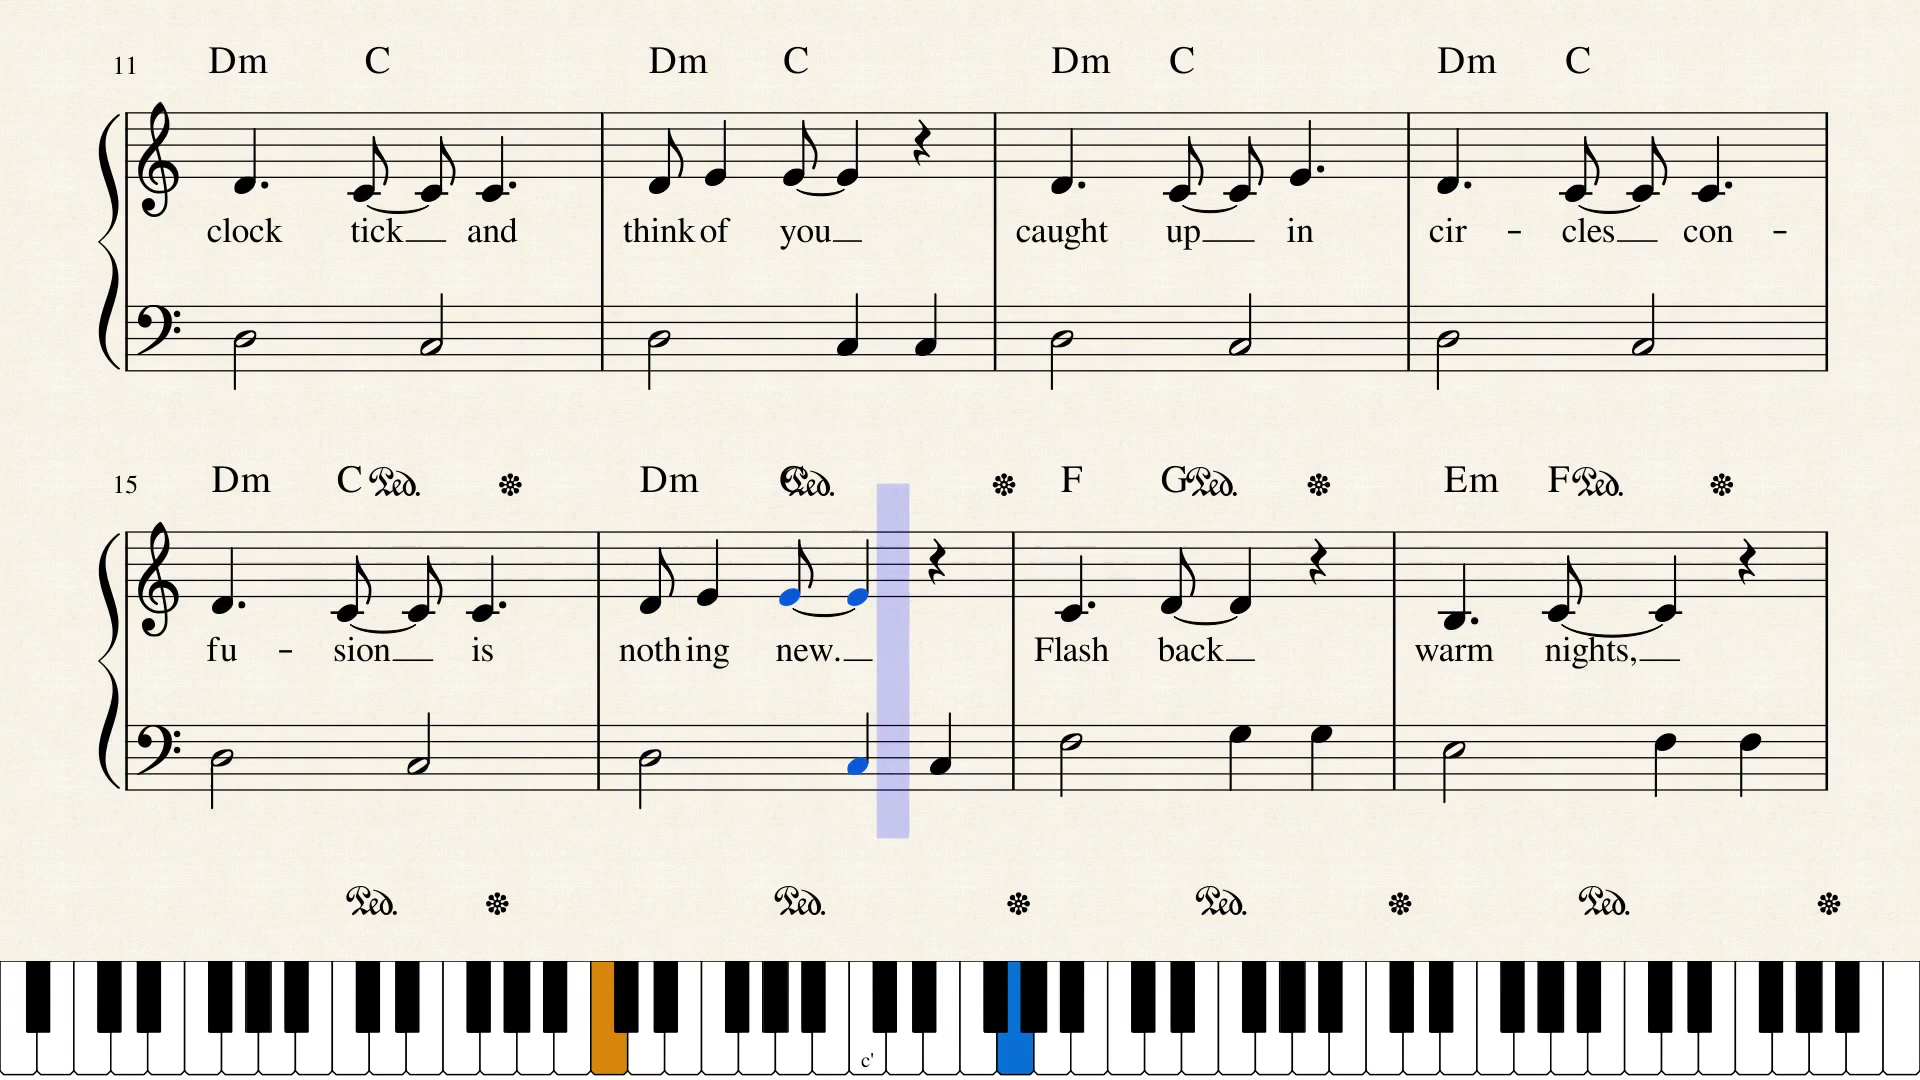 11 Dm C Dm C Dm C Dm C
clock tick and think of you caught up in cir - cles con -
15 Dm C Ped. Dm C Ped. F G Ped. Em F Ped.
fu - sion is nothing new. Flash back warm nights,
Ped. Ped. Ped. Ped.
c'